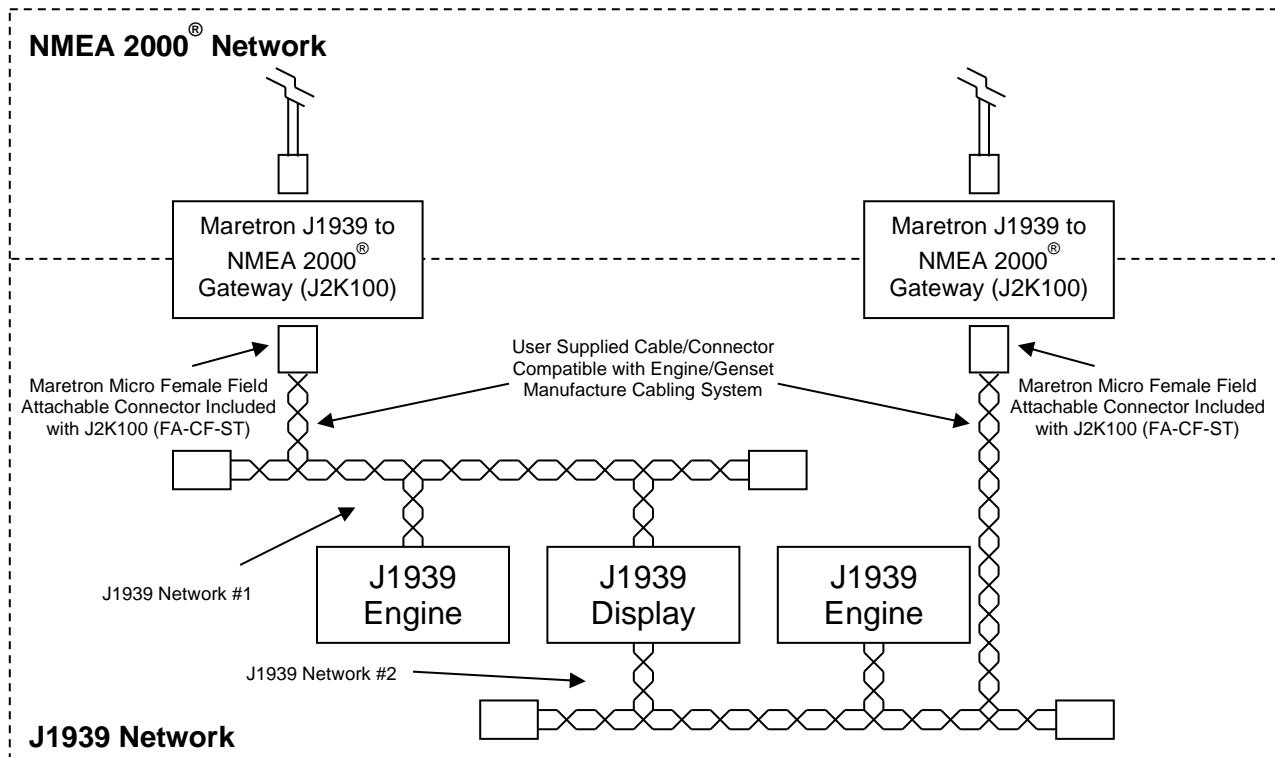 NMEA 2000® Network
Maretron J1939 to
NMEA 2000®
Gateway (J2K100)
Maretron J1939 to
NMEA 2000®
Gateway (J2K100)
Maretron Micro Female Field
Attachable Connector Included
with J2K100 (FA-CF-ST)
User Supplied Cable/Connector
Compatible with Engine/Genset
Manufacture Cabling System
Maretron Micro Female Field
Attachable Connector Included
with J2K100 (FA-CF-ST)
J1939 Network #1
J1939
Engine
J1939
Display
J1939
Engine
J1939 Network #2
J1939 Network